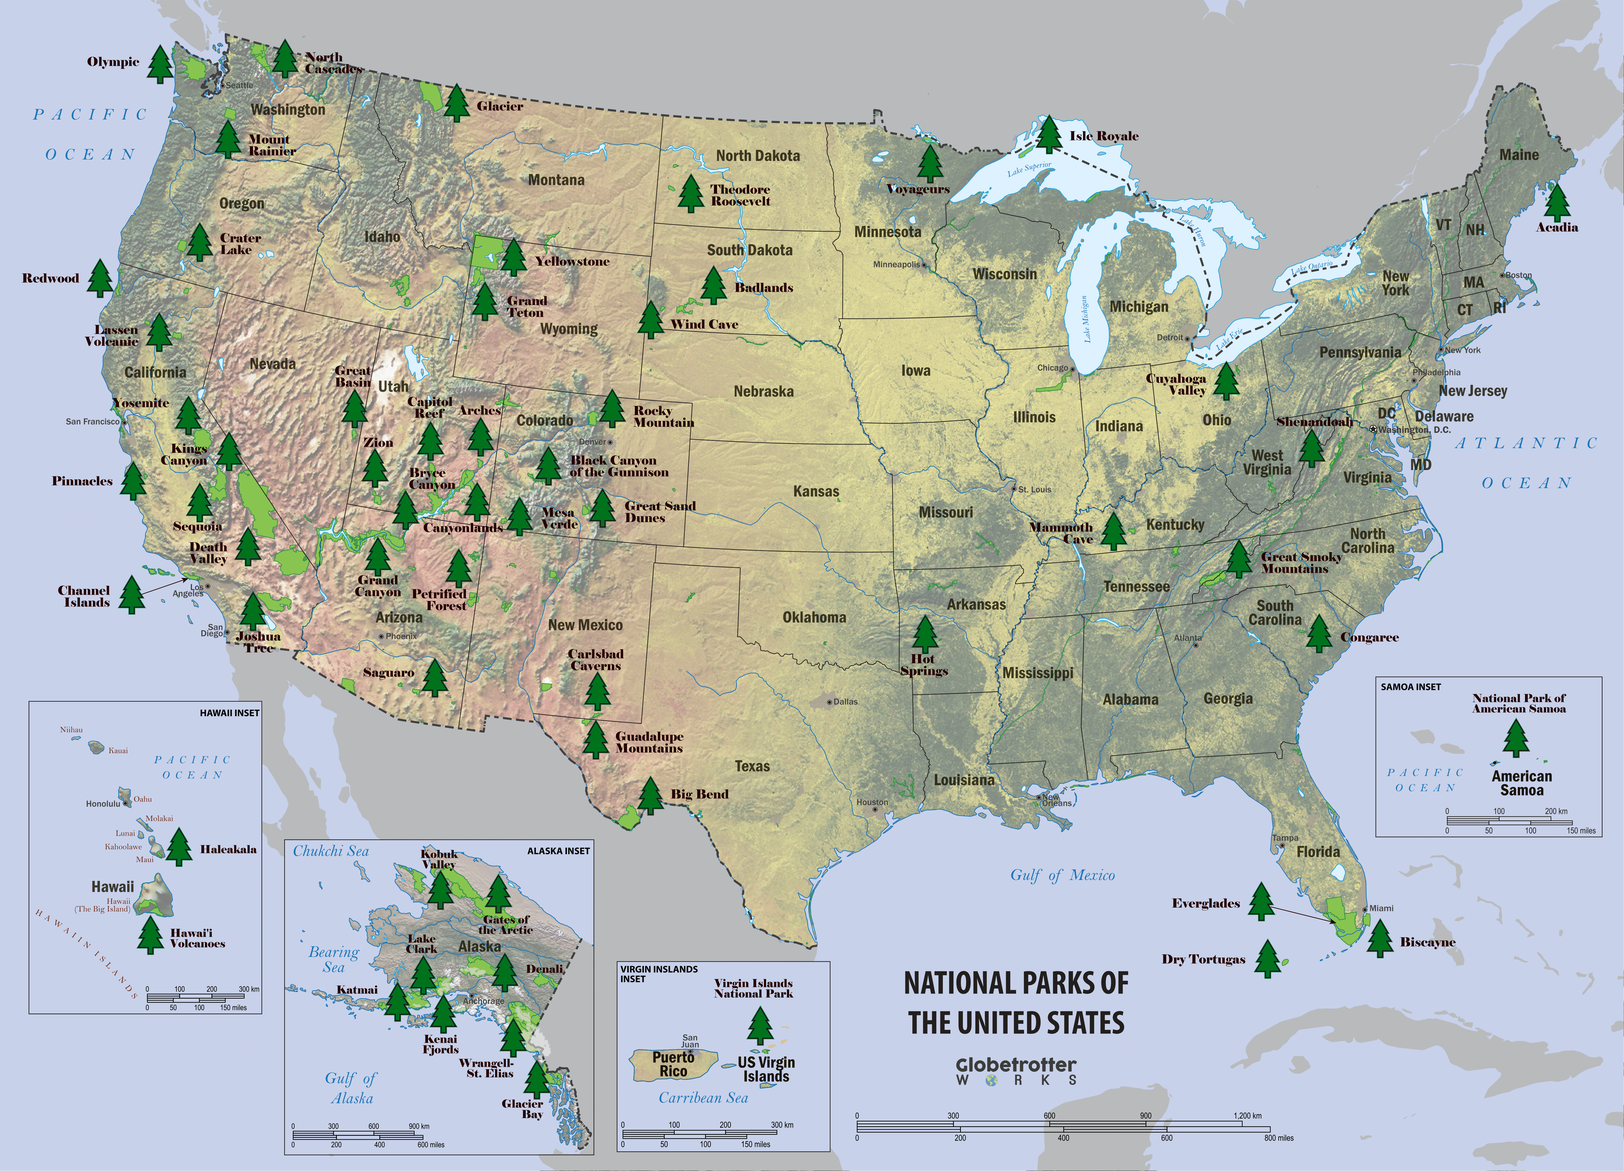 Olympic
North
Cascades
Seattle
Washington
Glacier
PACIFIC
OCEAN
Mount
Rainier
Montana
North Dakota
Theodore
Roosevelt
Voyageurs
Isle Royale
Lake Superior
Maine
Acadia
Oregon
Idaho
Crater
Lake
Yellowstone
South Dakota
Minnesota
Minneapolis
Wisconsin
Lake Huron
Lake Ontario
VT
NH
New
York
MA
Boston
CT
RI
Redwood
Grand
Teton
Wyoming
Badlands
Wind Cave
Michigan
Lake Michigan
Detroit
Lake Erie
Lassen
Volcanic
California
Nevada
Great
Basin
Utah
Nebraska
Iowa
Chicago
Cuyahoga
Valley
Pennsylvania
New York
Philadelphia
New Jersey
Yosemite
San Francisco
Capitol
Reef
Arches
Colorado
Rocky
Mountain
Denver
Illinois
Indiana
Ohio
Shenandoah
DC
Delaware
Washington, D.C.
MD
ATLANTIC
OCEAN
Kings
Canyon
Zion
Bryce
Canyon
Black Canyon
of the Gunnison
Pinnacles
Sequoia
Canyonlands
Mesa
Verde
Great Sand
Dunes
Kansas
St. Louis
Missouri
West
Virginia
Virginia
Mammoth
Cave
Kentucky
North
Carolina
Death
Valley
Channel
Islands
Los
Angeles
Grand
Canyon
Petrified
Forest
Great Smoky
Mountains
Tennessee
San
Diego
Joshua
Tree
Arizona
Phoenix
New Mexico
Oklahoma
Arkansas
Hot
Springs
South
Carolina
Congaree
Atlanta
Saguaro
Carlsbad
Caverns
Mississippi
Alabama
Georgia
Dallas
Guadalupe
Mountains
Texas
Louisiana
Big Bend
Houston
New
Orleans
Tampa
Florida
Gulf of Mexico
Everglades
Miami
Biscayne
Dry Tortugas
HAWAII INSET
Niihau
Kauai
PACIFIC
OCEAN
Honolulu
Oahu
Molakai
Lunai
Kahoolawe
Maui
Haleakala
Hawaii
Hawaii
(The Big Island)
Hawai'i
Volcanoes
HAWAIIN ISLANDS
0 100 200 300 km
0 50 100 150 miles
ALASKA INSET
Chukchi Sea
Kobuk
Valley
Gates of
the Arctic
Lake
Clark
Alaska
Bearing
Sea
Denali
Katmai
Anchorage
Kenai
Fjords
Wrangell-
St. Elias
Gulf of
Alaska
Glacier
Bay
0 300 600 900 km
0 200 400 600 miles
VIRGIN INSLANDS
INSET
Virgin Islands
National Park
San
Juan
Puerto
Rico
US Virgin
Islands
Carribean Sea
0 100 200 300 km
0 50 100 150 miles
SAMOA INSET
National Park of
American Samoa
PACIFIC
OCEAN
American
Samoa
0 100 200 km
0 50 100 150 miles
NATIONAL PARKS OF
THE UNITED STATES
Globetrotter
WORKS
0 300 600 900 1,200 km
0 200 400 600 800 miles